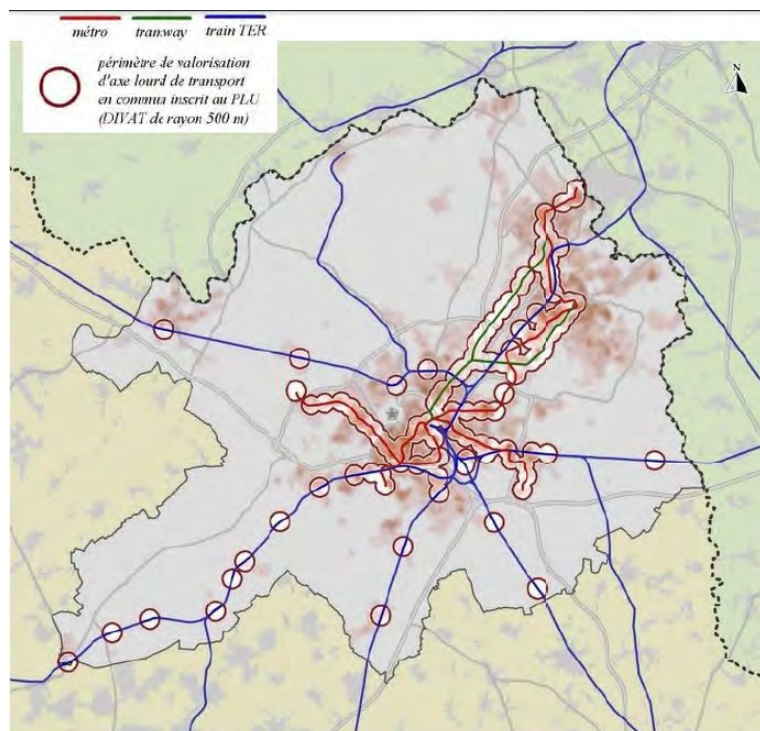 métro tramway train TER
périmètre de valorisation
d'axe lourd de transport
en commun inscrit au PLU
(DIVAT de rayon 500 m)
N